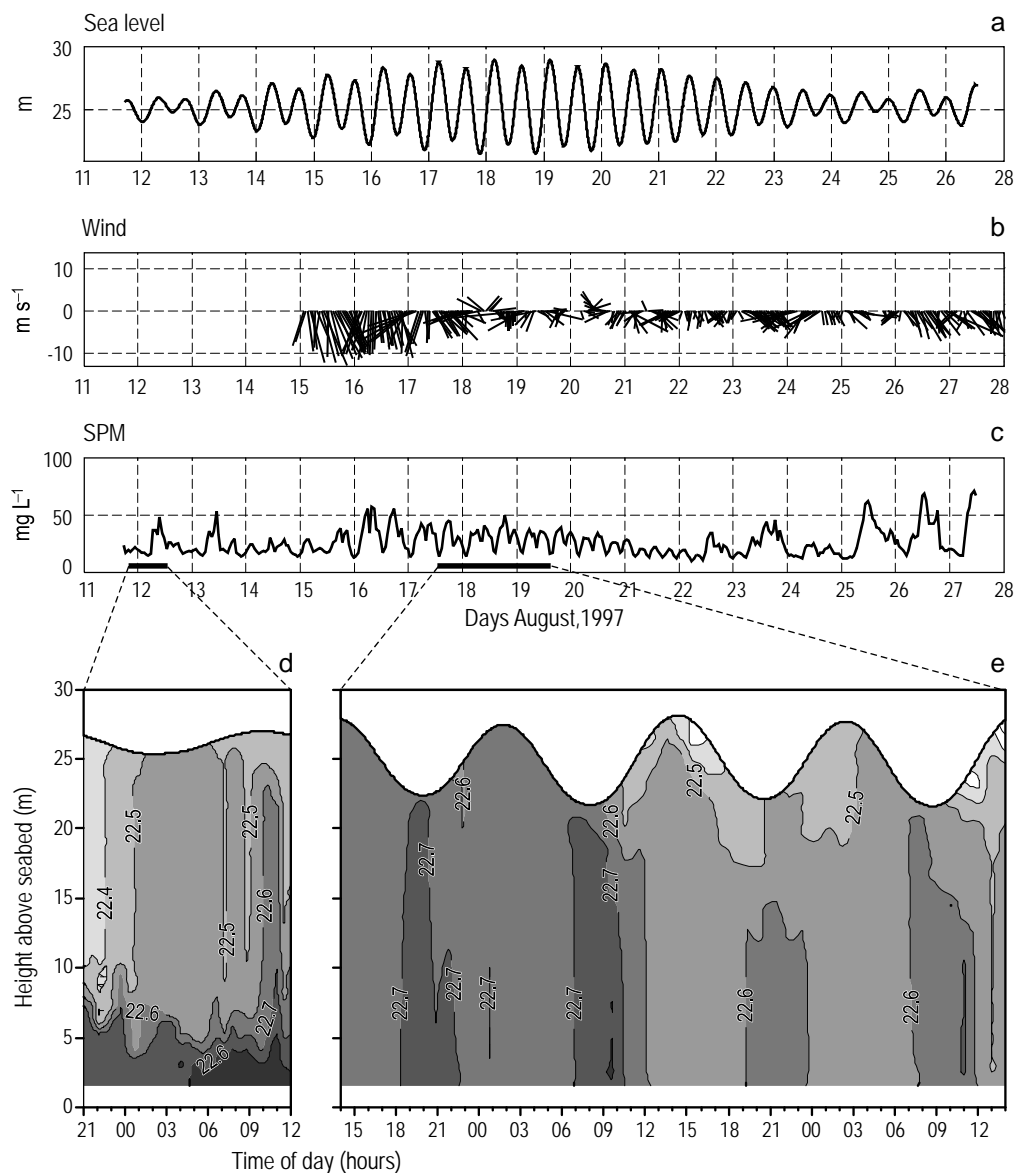 Sea level a
30
25
m
11 12 13 14 15 16 17 18 19 20 21 22 23 24 25 26 27 28
Wind b
10
0
-10
m s⁻¹
11 12 13 14 15 16 17 18 19 20 21 22 23 24 25 26 27 28
SPM c
100
50
0
mg L⁻¹
11 12 13 14 15 16 17 18 19 20 21 22 23 24 25 26 27 28
Days August,1997
d
e
30
25
20
15
10
5
0
Height above seabed (m)
22.4
22.5
22.5
22.5
22.6
22.6
22.6
22.7
22.6
22.7
22.7
22.7
22.6
22.7
22.7
22.5
22.6
22.5
22.6
21 00 03 06 09 12
15 18 21 00 03 06 09 12 15 18 21 00 03 06 09 12
Time of day (hours)